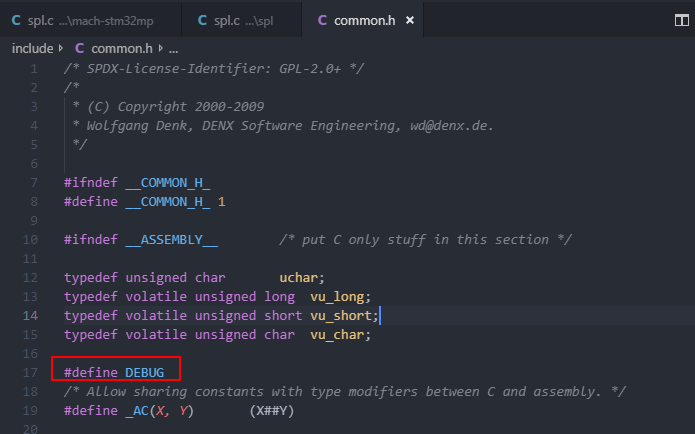 C spl.c ...\mach-stm32mp C spl.c ...\spl C common.h ×
include C common.h ...
1 /* SPDX-License-Identifier: GPL-2.0+ */
2 /*
3 * (C) Copyright 2000-2009
4 * Wolfgang Denk, DENX Software Engineering, wd@denx.de.
5 */
6
7 #ifndef __COMMON_H_
8 #define __COMMON_H_ 1
9
10 #ifndef __ASSEMBLY__ /* put C only stuff in this section */
11
12 typedef unsigned char uchar;
13 typedef volatile unsigned long vu_long;
14 typedef volatile unsigned short vu_short;
15 typedef volatile unsigned char vu_char;
16
17 #define DEBUG
18 /* Allow sharing constants with type modifiers between C and assembly. */
19 #define _AC(X, Y) (X##Y)